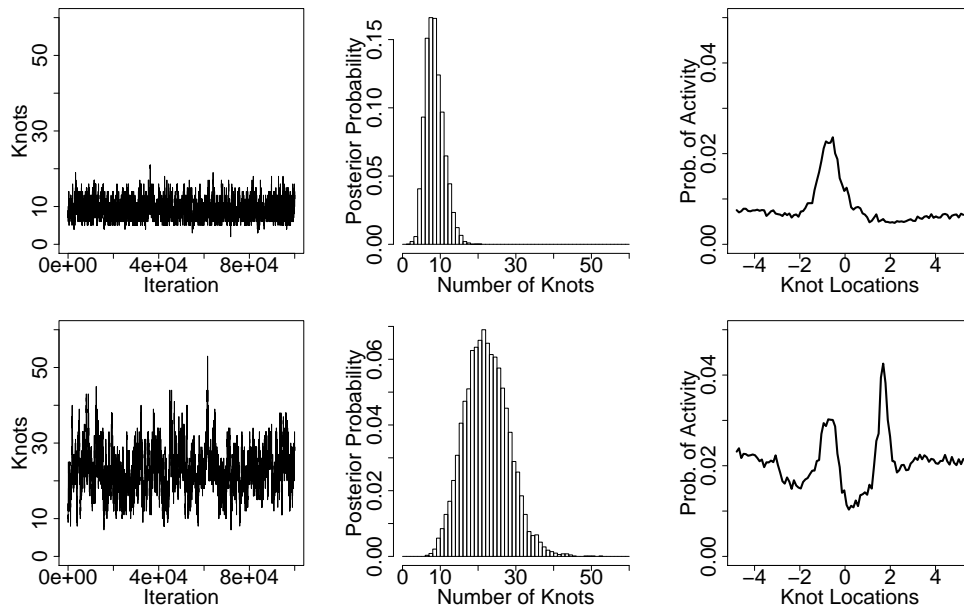 Knots
0 10 30 50
0e+00 4e+04 8e+04
Iteration
Posterior Probability
0.00 0.05 0.10 0.15
0 10 30 50
Number of Knots
Prob. of Activity
0.00 0.02 0.04
−4 −2 0 2 4
Knot Locations
Knots
0 10 30 50
0e+00 4e+04 8e+04
Iteration
Posterior Probability
0.00 0.02 0.04 0.06
0 10 30 50
Number of Knots
Prob. of Activity
0.00 0.02 0.04
−4 −2 0 2 4
Knot Locations